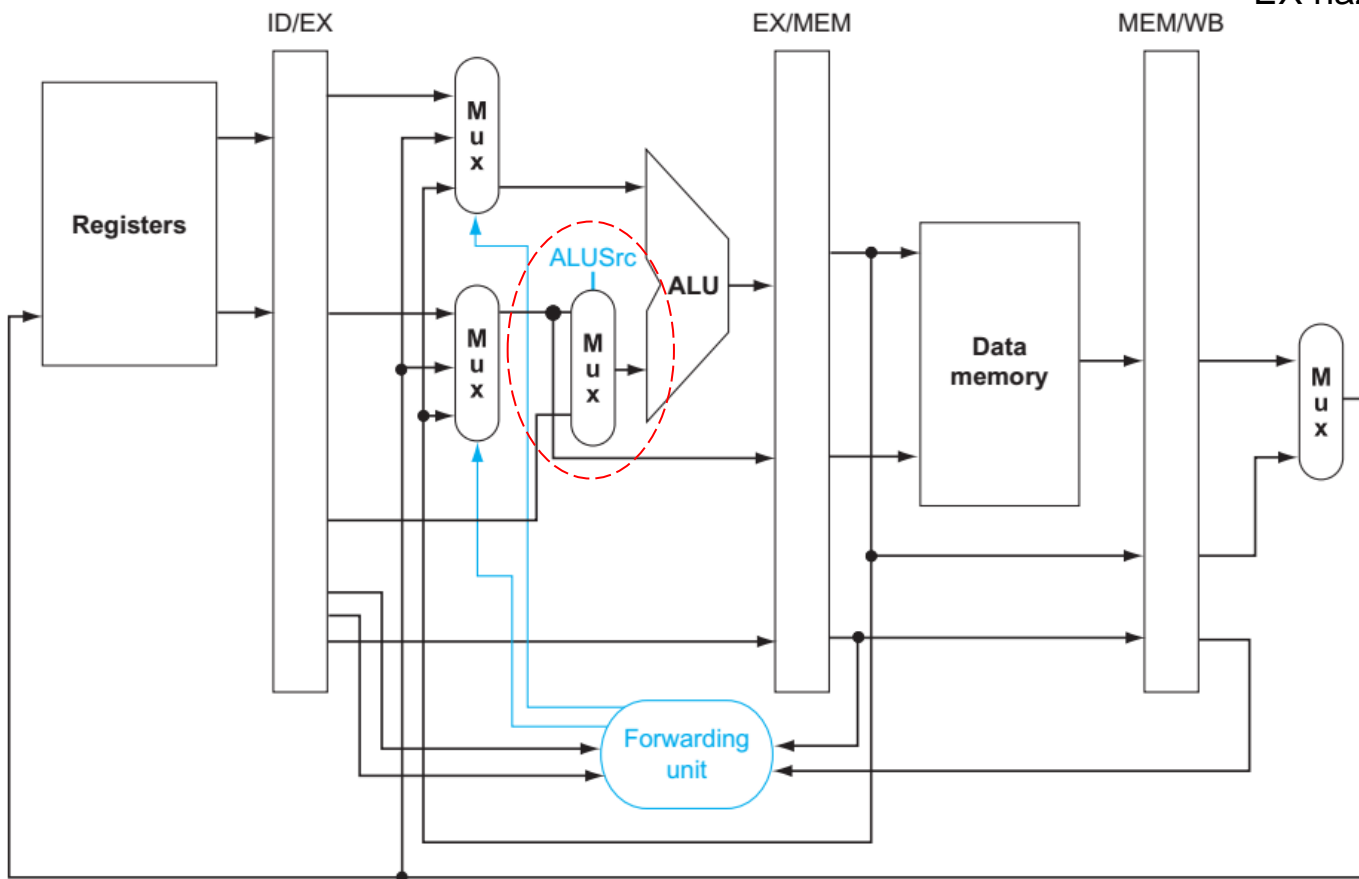 ID/EX
EX/MEM
MEM/WB
M
u
x
Registers
ALUSrc
ALU
M
u
x
M
u
x
Data
memory
M
u
x
Forwarding
unit